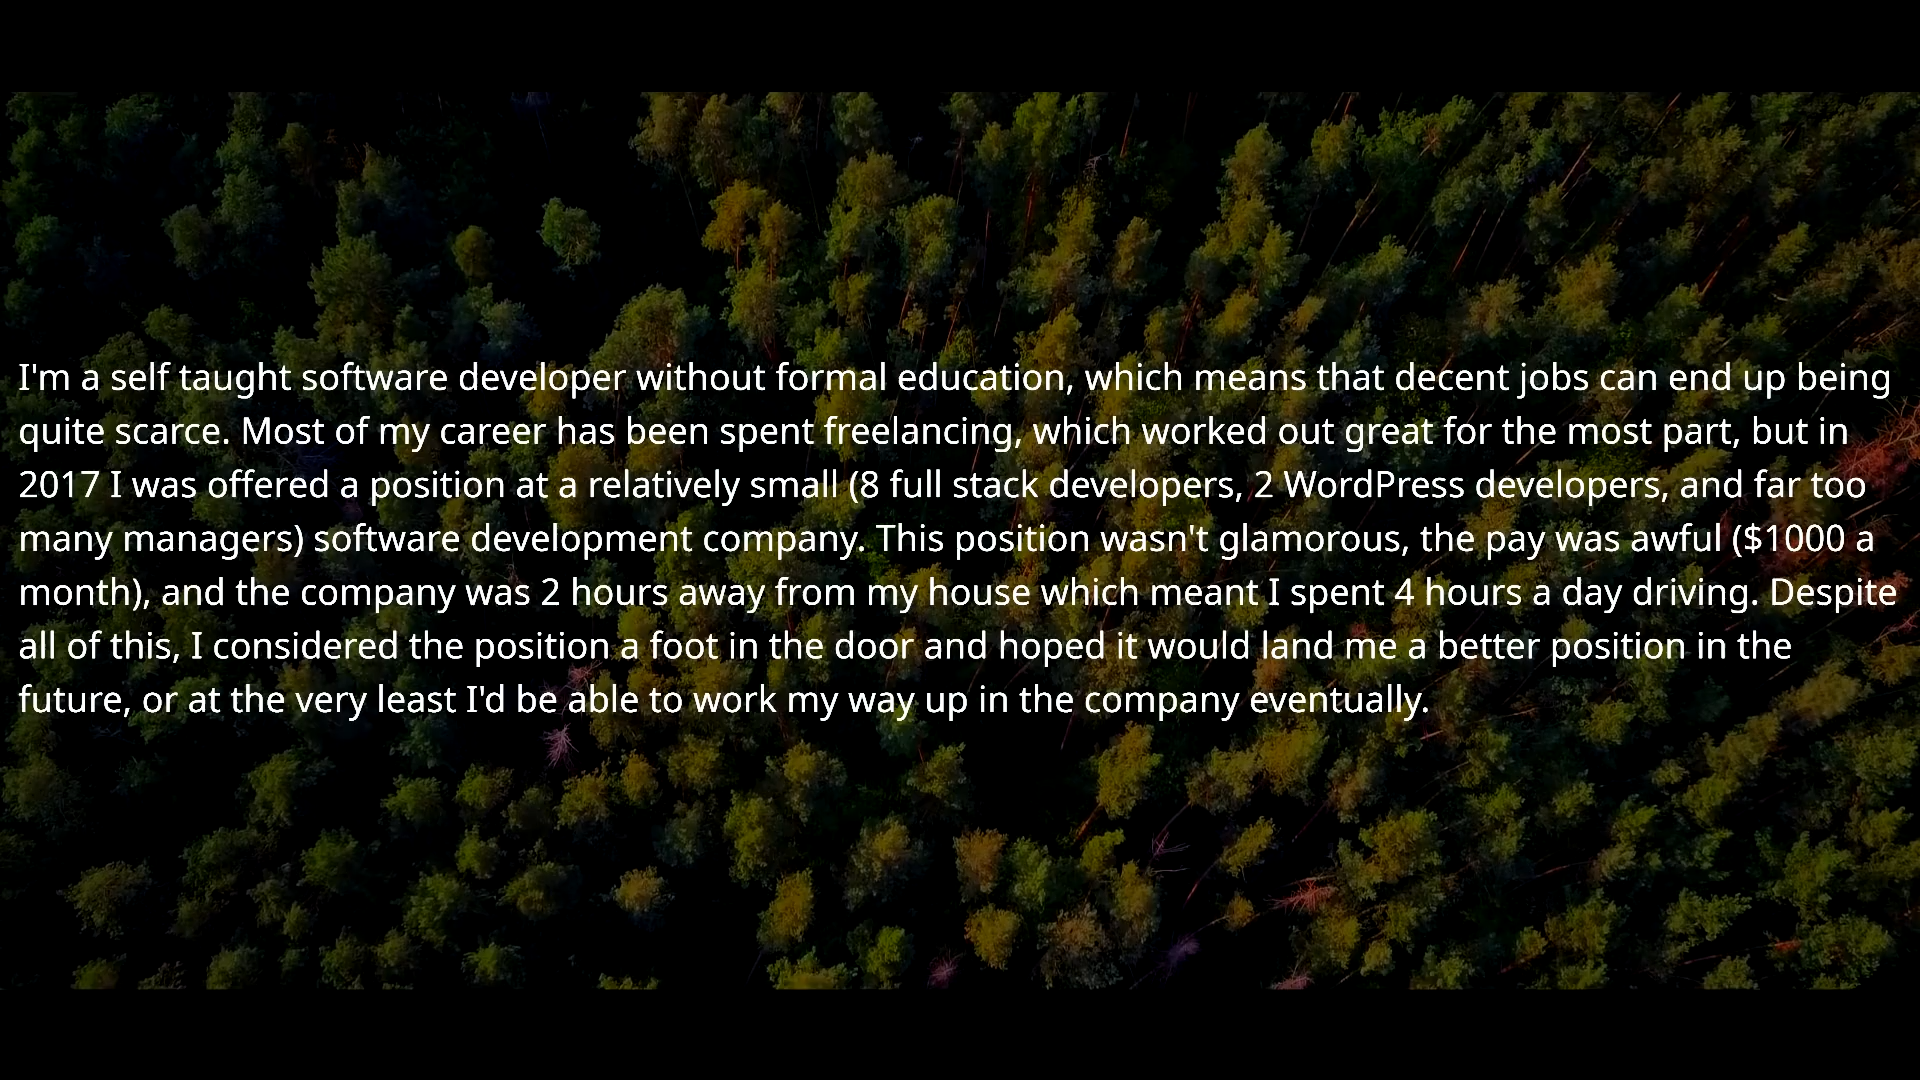 I'm a self taught software developer without formal education, which means that decent jobs can end up being
quite scarce. Most of my career has been spent freelancing, which worked out great for the most part, but in
2017 I was offered a position at a relatively small (8 full stack developers, 2 WordPress developers, and far too
many managers) software development company. This position wasn't glamorous, the pay was awful ($1000 a
month), and the company was 2 hours away from my house which meant I spent 4 hours a day driving. Despite
all of this, I considered the position a foot in the door and hoped it would land me a better position in the
future, or at the very least I'd be able to work my way up in the company eventually.